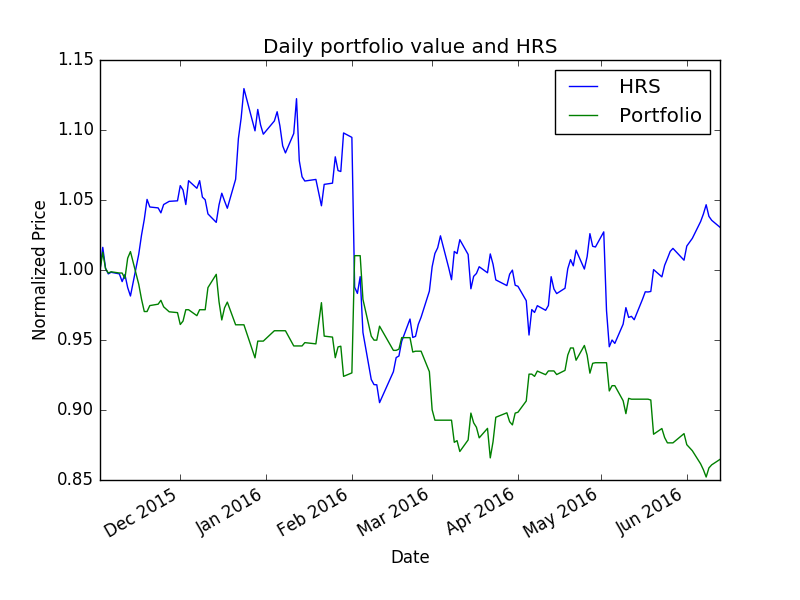 Daily portfolio value and HRS
HRS
Portfolio
1.15
1.10
1.05
1.00
0.95
0.90
0.85
Normalized Price
Dec 2015
Jan 2016
Feb 2016
Mar 2016
Apr 2016
May 2016
Jun 2016
Date